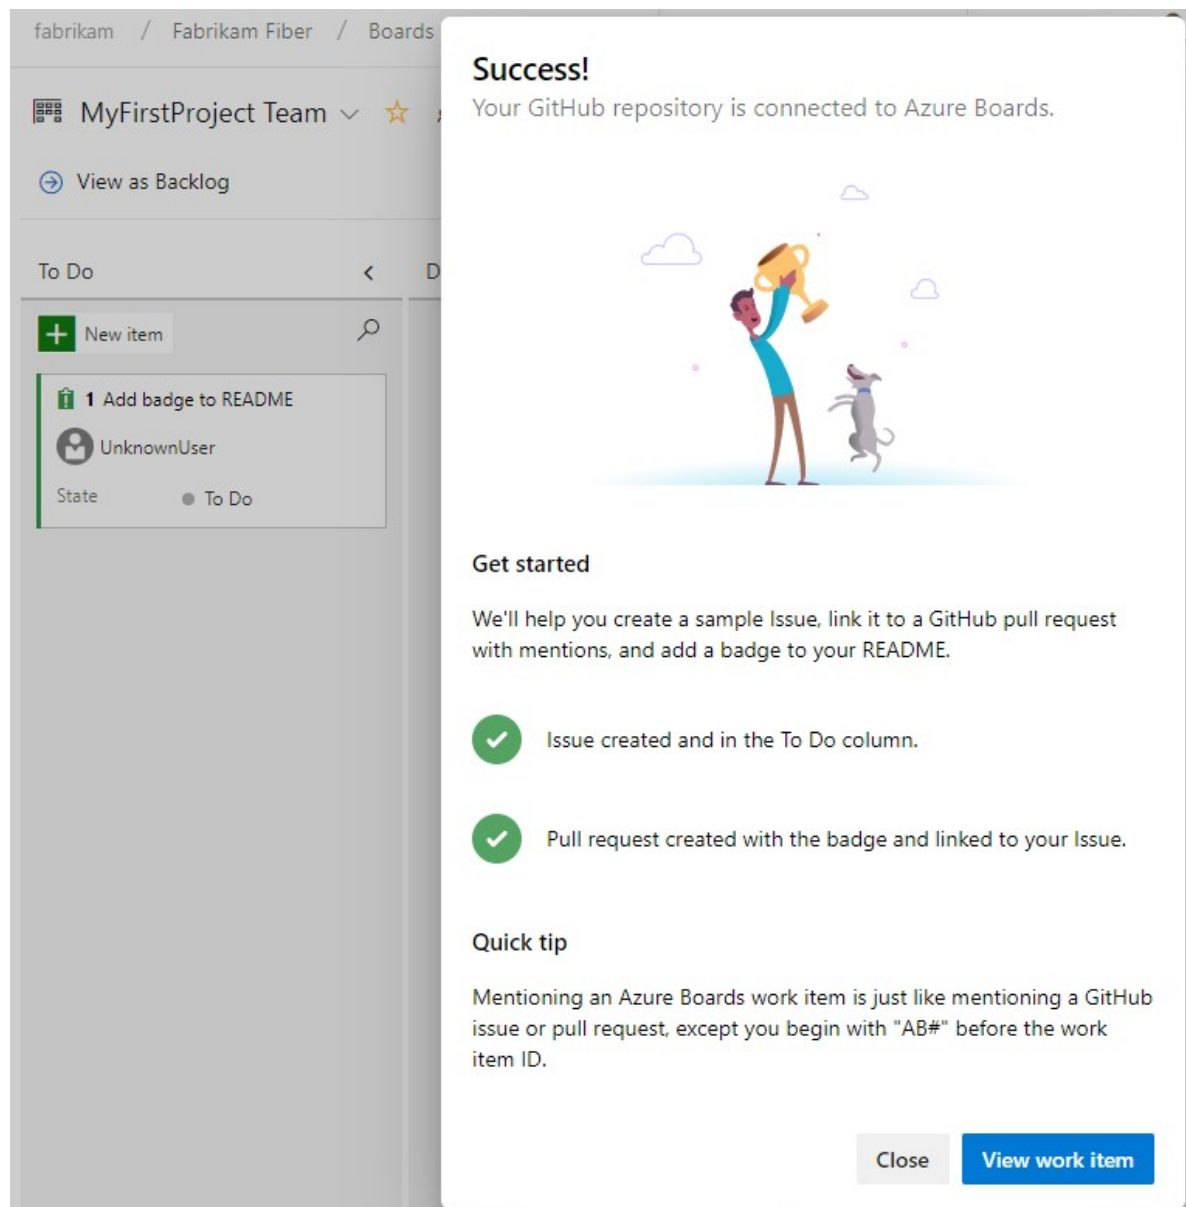 fabrikam / Fabrikam Fiber / Boards
MyFirstProject Team
View as Backlog
To Do
D
New item
1 Add badge to README
UnknownUser
State To Do
Success!
Your GitHub repository is connected to Azure Boards.
Get started
We'll help you create a sample Issue, link it to a GitHub pull request
with mentions, and add a badge to your README.
Issue created and in the To Do column.
Pull request created with the badge and linked to your Issue.
Quick tip
Mentioning an Azure Boards work item is just like mentioning a GitHub
issue or pull request, except you begin with "AB#" before the work
item ID.
Close View work item